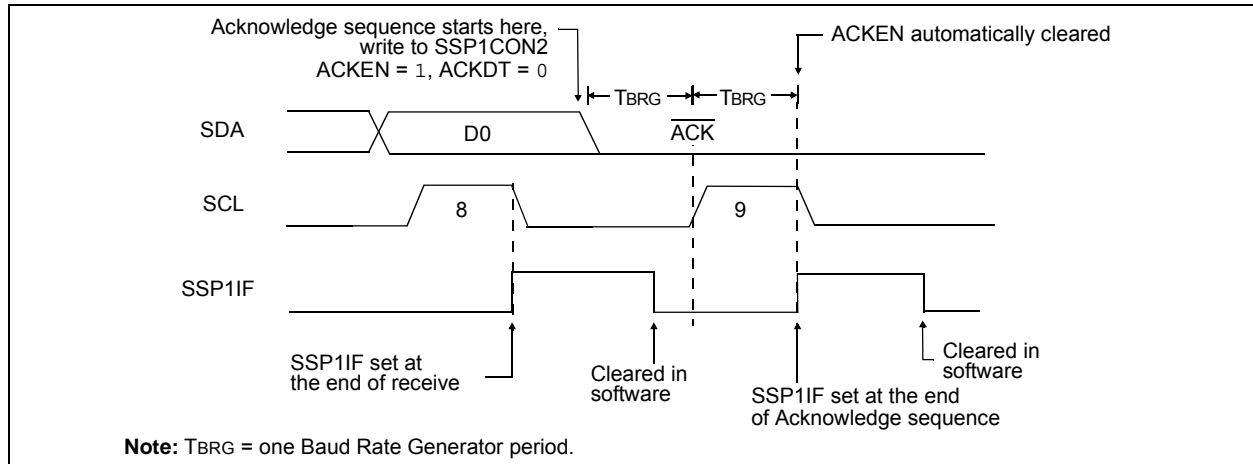 Acknowledge sequence starts here,
write to SSP1CON2
ACKEN = 1, ACKDT = 0
ACKEN automatically cleared
TBRG
TBRG
SDA
D0
ACK
SCL
8
9
SSP1IF
SSP1IF set at
the end of receive
Cleared in
software
SSP1IF set at the end
of Acknowledge sequence
Cleared in
software
Note: TBRG = one Baud Rate Generator period.